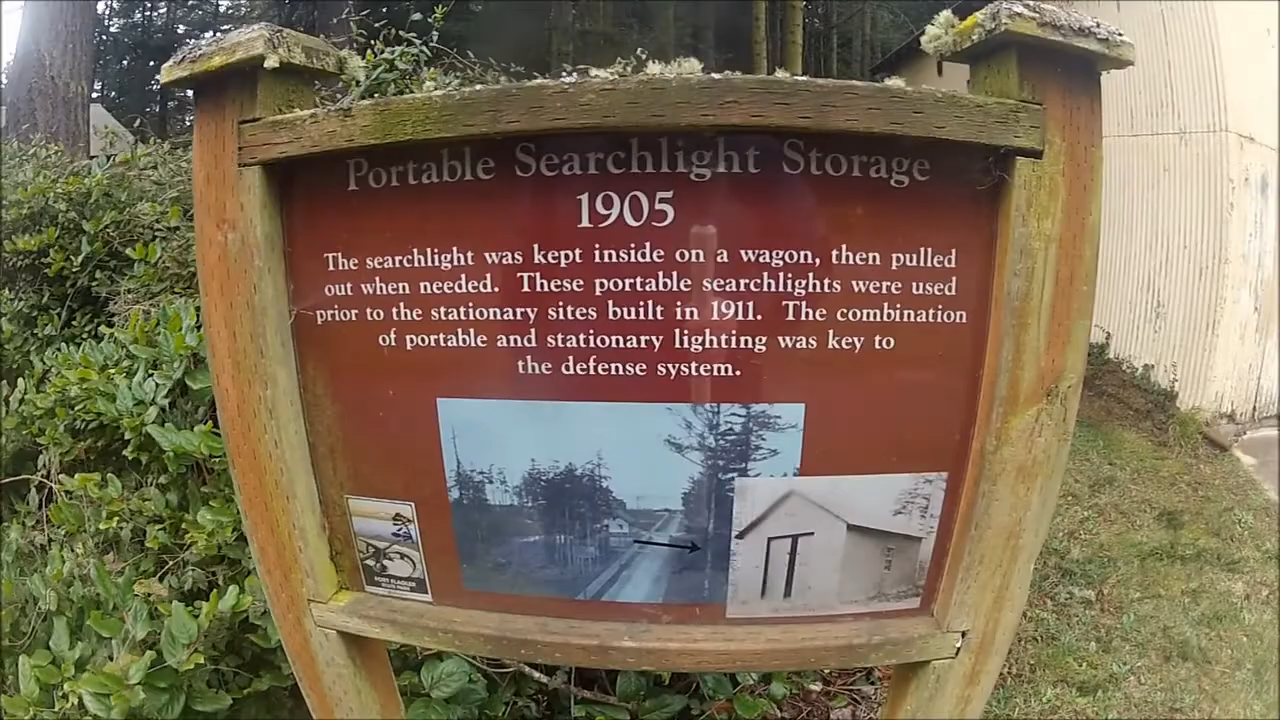 Portable Searchlight Storage
1905
The searchlight was kept inside on a wagon, then pulled
out when needed. These portable searchlights were used
prior to the stationary sites built in 1911. The combination
of portable and stationary lighting was key to
the defense system.
FORT FLAGLER
STATE PARK